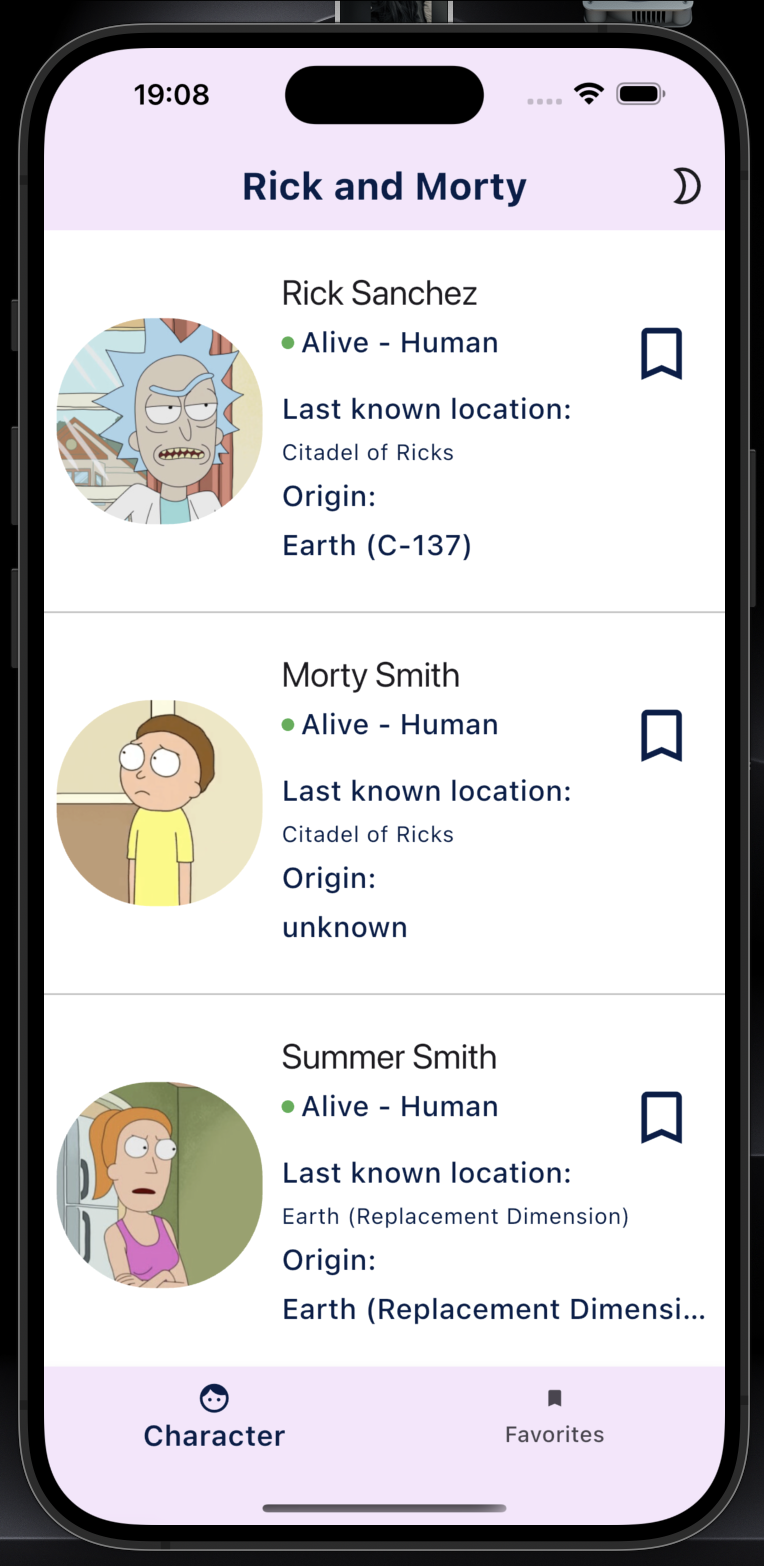 19:08
Rick and Morty
Rick Sanchez
Alive - Human
Last known location:
Citadel of Ricks
Origin:
Earth (C-137)
Morty Smith
Alive - Human
Last known location:
Citadel of Ricks
Origin:
unknown
Summer Smith
Alive - Human
Last known location:
Earth (Replacement Dimension)
Origin:
Earth (Replacement Dimensi...
Character
Favorites